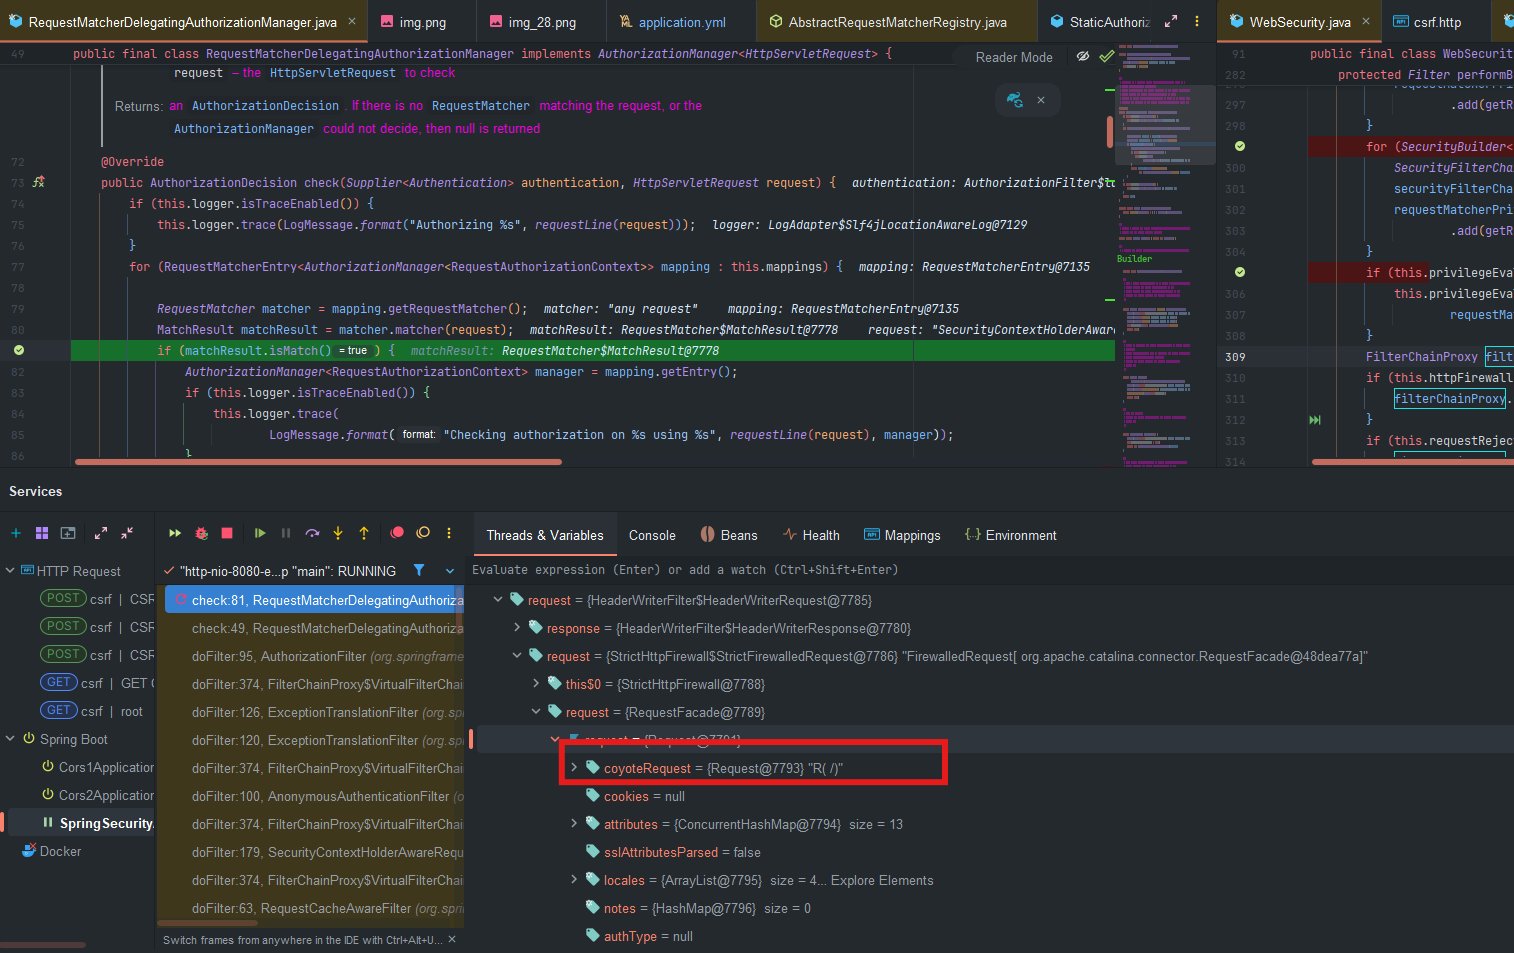 RequestMatcherDelegatingAuthorizationManager.java
img.png
img_28.png
application.yml
AbstractRequestMatcherRegistry.java
StaticAuthoriz
WebSecurity.java
csrf.http
49 public final class RequestMatcherDelegatingAuthorizationManager implements AuthorizationManager<HttpServletRequest> {
Reader Mode
request – the HttpServletRequest to check
Returns: an AuthorizationDecision . If there is no RequestMatcher matching the request, or the
AuthorizationManager could not decide, then null is returned
72 @Override
73 public AuthorizationDecision check(Supplier<Authentication> authentication, HttpServletRequest request) { authentication: AuthorizationFilter$
74 if (this.logger.isTraceEnabled()) {
75 this.logger.trace(LogMessage.format("Authorizing %s", requestLine(request))); logger: LogAdapter$Slf4jLocationAwareLog@7129
76 }
77 for (RequestMatcherEntry<AuthorizationManager<RequestAuthorizationContext>> mapping : this.mappings) { mapping: RequestMatcherEntry@7135
78
79 RequestMatcher matcher = mapping.getRequestMatcher(); matcher: "any request" mapping: RequestMatcherEntry@7135
80 MatchResult matchResult = matcher.matcher(request); matchResult: RequestMatcher$MatchResult@7778 request: "SecurityContextHolderAwar
if (matchResult.isMatch() = true ) { matchResult: RequestMatcher$MatchResult@7778
82 AuthorizationManager<RequestAuthorizationContext> manager = mapping.getEntry();
83 if (this.logger.isTraceEnabled()) {
84 this.logger.trace(
85 LogMessage.format( format: "Checking authorization on %s using %s", requestLine(request), manager));
86 }
Builder
91 public final class WebSecurit
282 protected Filter performB
297 .add(getR
298 }
for (SecurityBuilder<
300 SecurityFilterChai
301 securityFilterCha
302 requestMatcherPri
303 .add(getR
304 }
if (this.privilegeEva
306 this.privilegeEva
307 requestMa
308 }
309 FilterChainProxy filt
310 if (this.httpFirewall
311 filterChainProxy.
312 }
313 if (this.requestRejec
314
Services
Threads & Variables
Console
Beans
Health
Mappings
Environment
HTTP Request
POST csrf | CSR
POST csrf | CSR
POST csrf | CSR
GET csrf | GET C
GET csrf | root
Spring Boot
Cors1Application
Cors2Application
SpringSecurity
Docker
"http-nio-8080-e...p "main": RUNNING
check:81, RequestMatcherDelegatingAuthoriza
check:49, RequestMatcherDelegatingAuthoriza
doFilter:95, AuthorizationFilter (org.springframe
doFilter:374, FilterChainProxy$VirtualFilterChai
doFilter:126, ExceptionTranslationFilter (org.sp
doFilter:120, ExceptionTranslationFilter (org.sp
doFilter:374, FilterChainProxy$VirtualFilterChai
doFilter:100, AnonymousAuthenticationFilter (o
doFilter:374, FilterChainProxy$VirtualFilterChai
doFilter:179, SecurityContextHolderAwareRequ
doFilter:374, FilterChainProxy$VirtualFilterChai
doFilter:63, RequestCacheAwareFilter (org.spri
Switch frames from anywhere in the IDE with Ctrl+Alt+U...
Evaluate expression (Enter) or add a watch (Ctrl+Shift+Enter)
request = {HeaderWriterFilter$HeaderWriterRequest@7785}
response = {HeaderWriterFilter$HeaderWriterResponse@7780}
request = {StrictHttpFirewall$StrictFirewalledRequest@7786} "FirewalledRequest[ org.apache.catalina.connector.RequestFacade@48dea77a]"
this$0 = {StrictHttpFirewall@7788}
request = {RequestFacade@7789}
request = {Request@7791}
coyoteRequest = {Request@7793} "R( /)"
cookies = null
attributes = {ConcurrentHashMap@7794} size = 13
sslAttributesParsed = false
locales = {ArrayList@7795} size = 4... Explore Elements
notes = {HashMap@7796} size = 0
authType = null